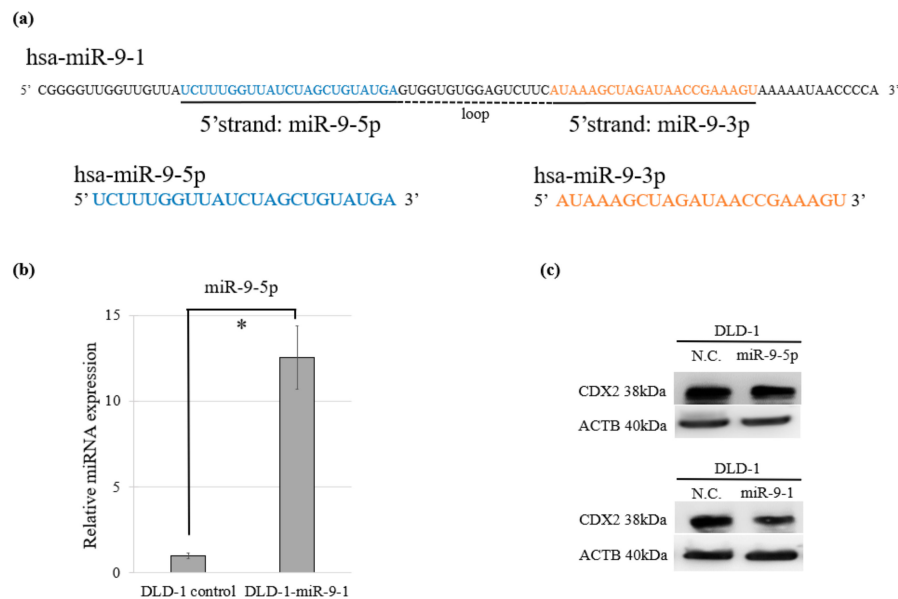 (a)
hsa-miR-9-1
5' CGGGGUUGGUUGUUAUCUUUGGUUAUCUAGCUGUAUGAGUGGUGUGGAGUCUUCAUAAAGCUAGAUAACCGAAAGUAAAAAUAACCCCA 3'
loop
5'strand: miR-9-5p 5'strand: miR-9-3p
hsa-miR-9-5p hsa-miR-9-3p
5' UCUUUGGUUAUCUAGCUGUAUGA 3' 5' AUAAAGCUAGAUAACCGAAAGU 3'
(b)
miR-9-5p
*
Relative miRNA expression
15
10
5
0
DLD-1 control DLD-1-miR-9-1
(c)
DLD-1
N.C. miR-9-5p
CDX2 38kDa
ACTB 40kDa
DLD-1
N.C. miR-9-1
CDX2 38kDa
ACTB 40kDa